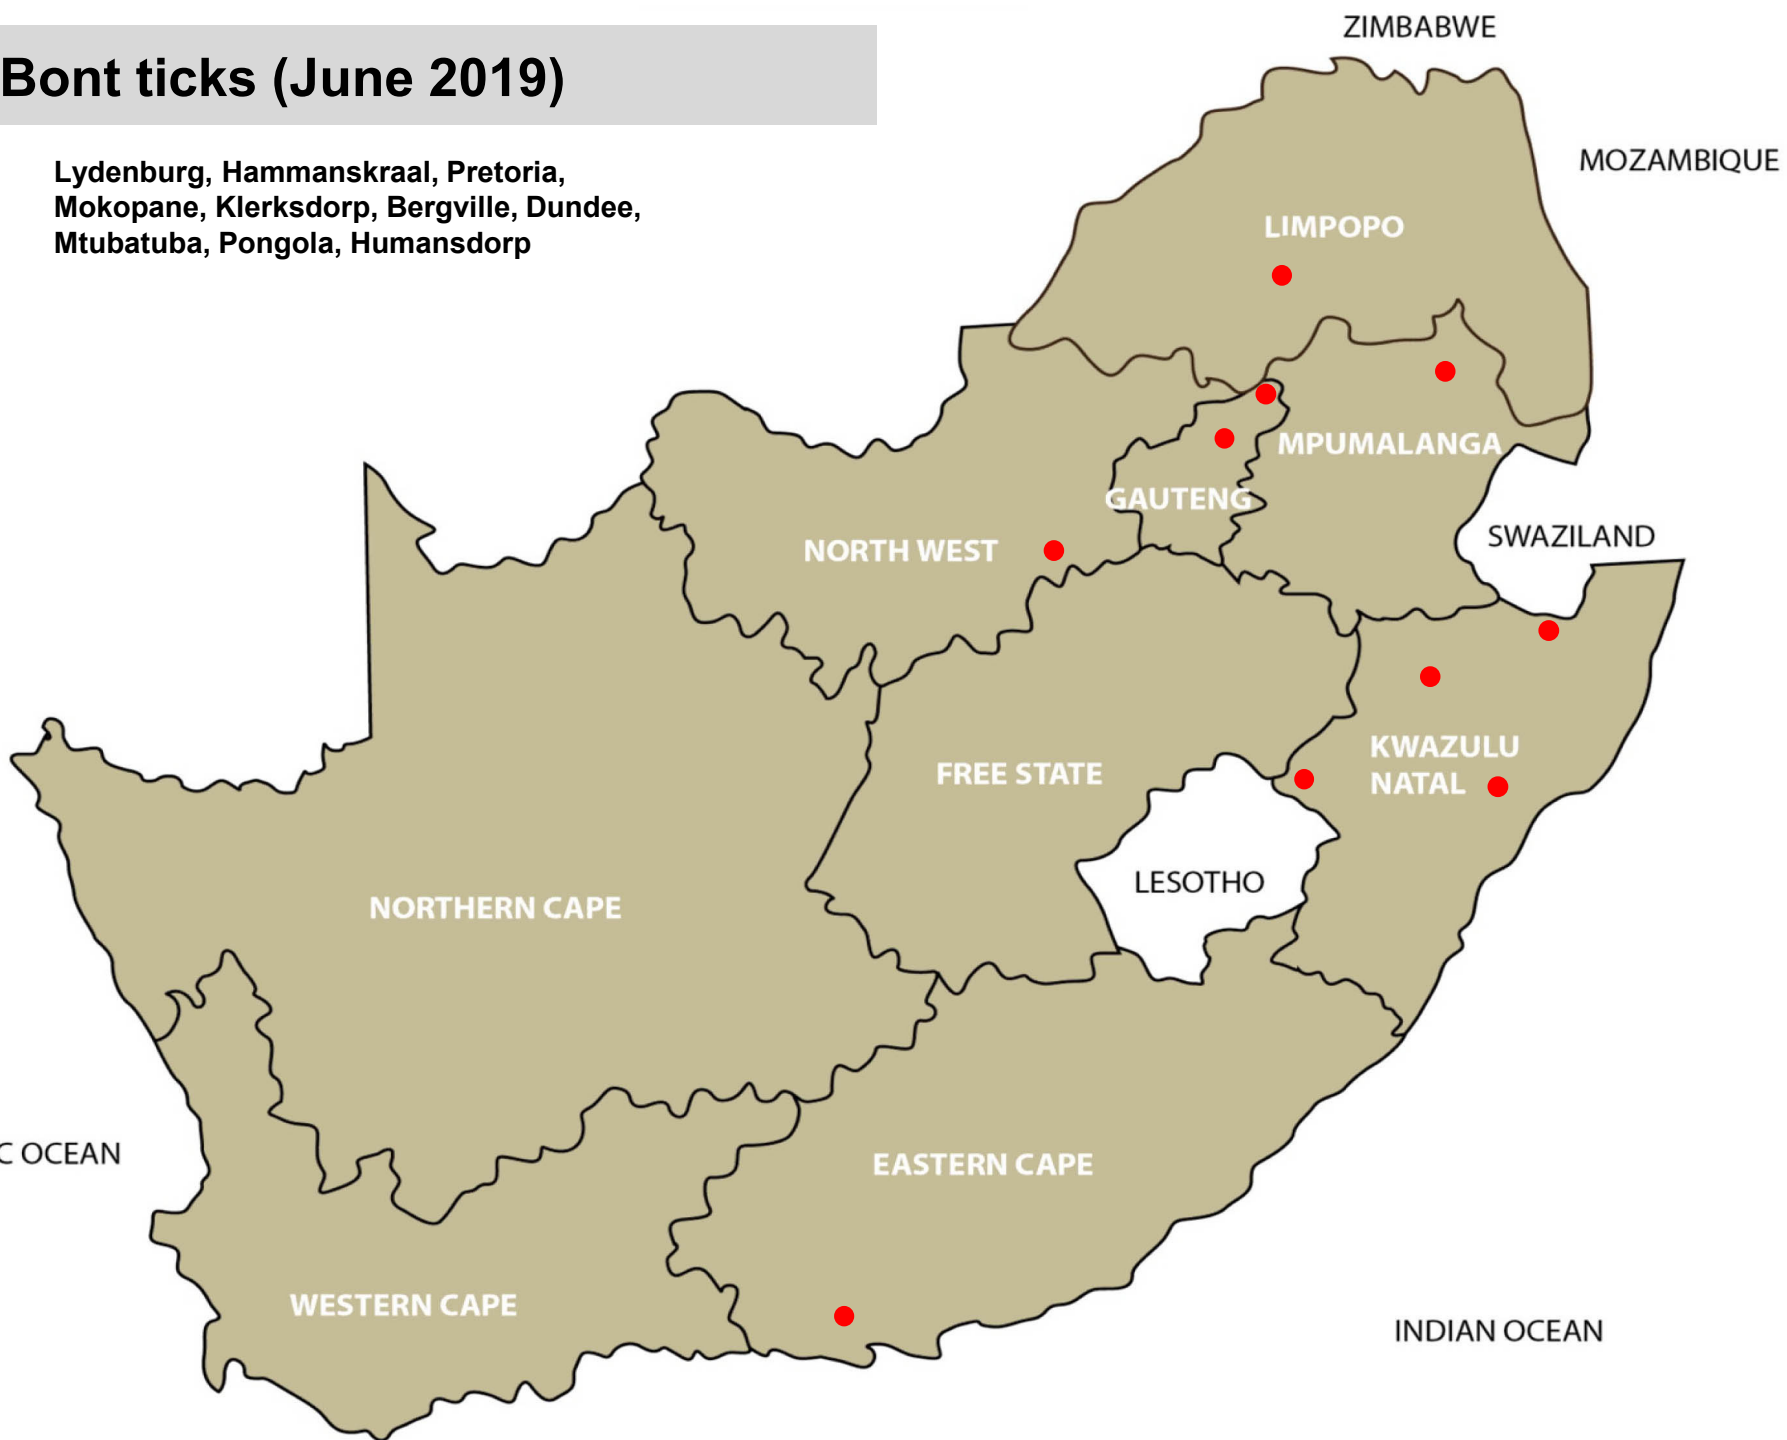 Bont ticks (June 2019)
Lydenburg, Hammanskraal, Pretoria,
Mokopane, Klerksdorp, Bergville, Dundee,
Mtubatuba, Pongola, Humansdorp
ZIMBABWE
MOZAMBIQUE
LIMPOPO
MPUMALANGA
GAUTENG
SWAZILAND
NORTH WEST
KWAZULU
NATAL
FREE STATE
LESOTHO
NORTHERN CAPE
C OCEAN
EASTERN CAPE
WESTERN CAPE
INDIAN OCEAN